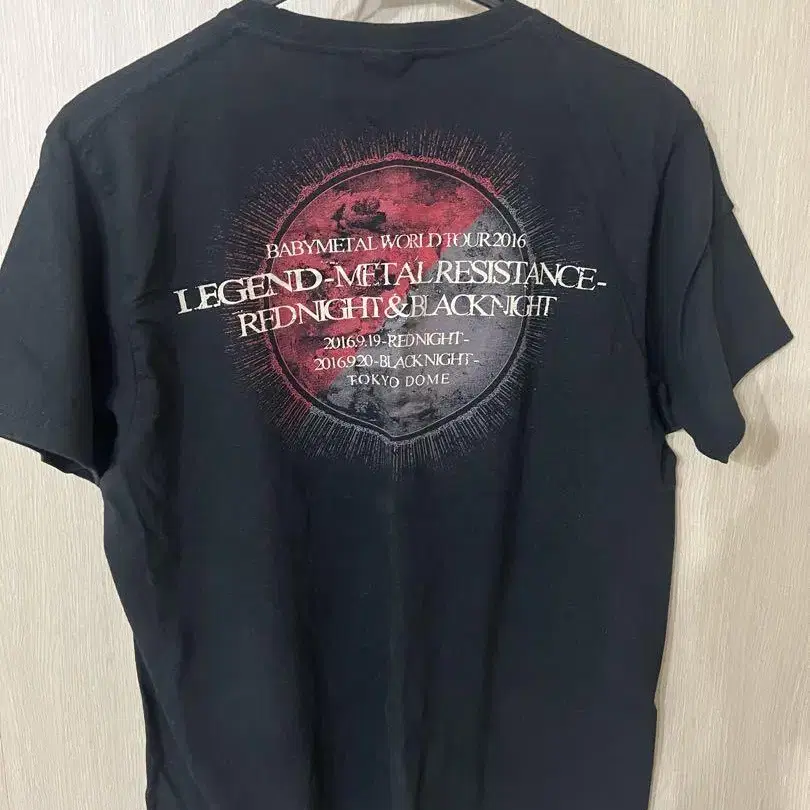 BABYMETAL WORLD TOUR 2016
LEGEND -METAL RESISTANCE-
RED NIGHT & BLACK NIGHT
2016.9.19 -RED NIGHT-
2016.9.20 -BLACK NIGHT-
TOKYO DOME